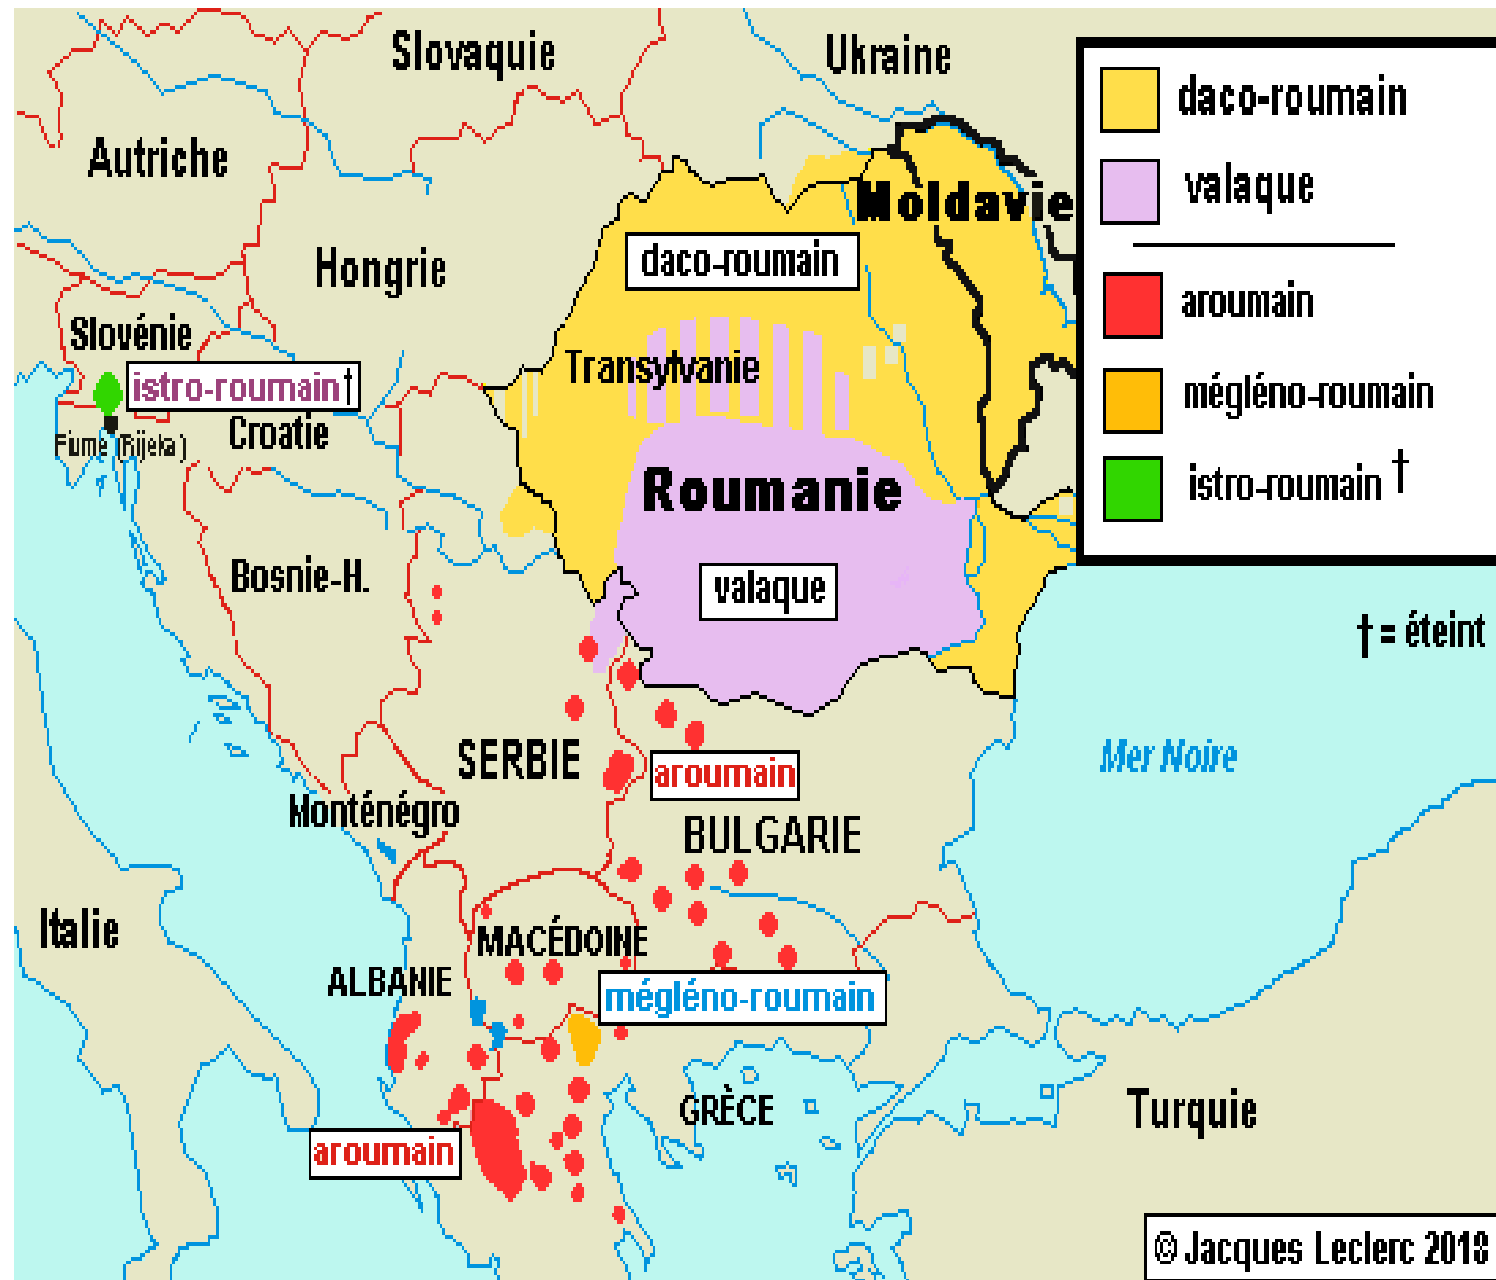 Slovaquie
Ukraine
Autriche
Hongrie
Slovénie
istro-roumain†
Fiume (Rijeka)
Croatie
Bosnie-H.
daco-roumain
Moldavie
Transylvanie
Roumanie
valaque
SERBIE
aroumain
Monténégro
BULGARIE
Italie
MACÉDOINE
ALBANIE
mégléno-roumain
GRÈCE
aroumain
Turquie
Mer Noire
daco-roumain
valaque
aroumain
mégléno-roumain
istro-roumain †
† = éteint
© Jacques Leclerc 2018